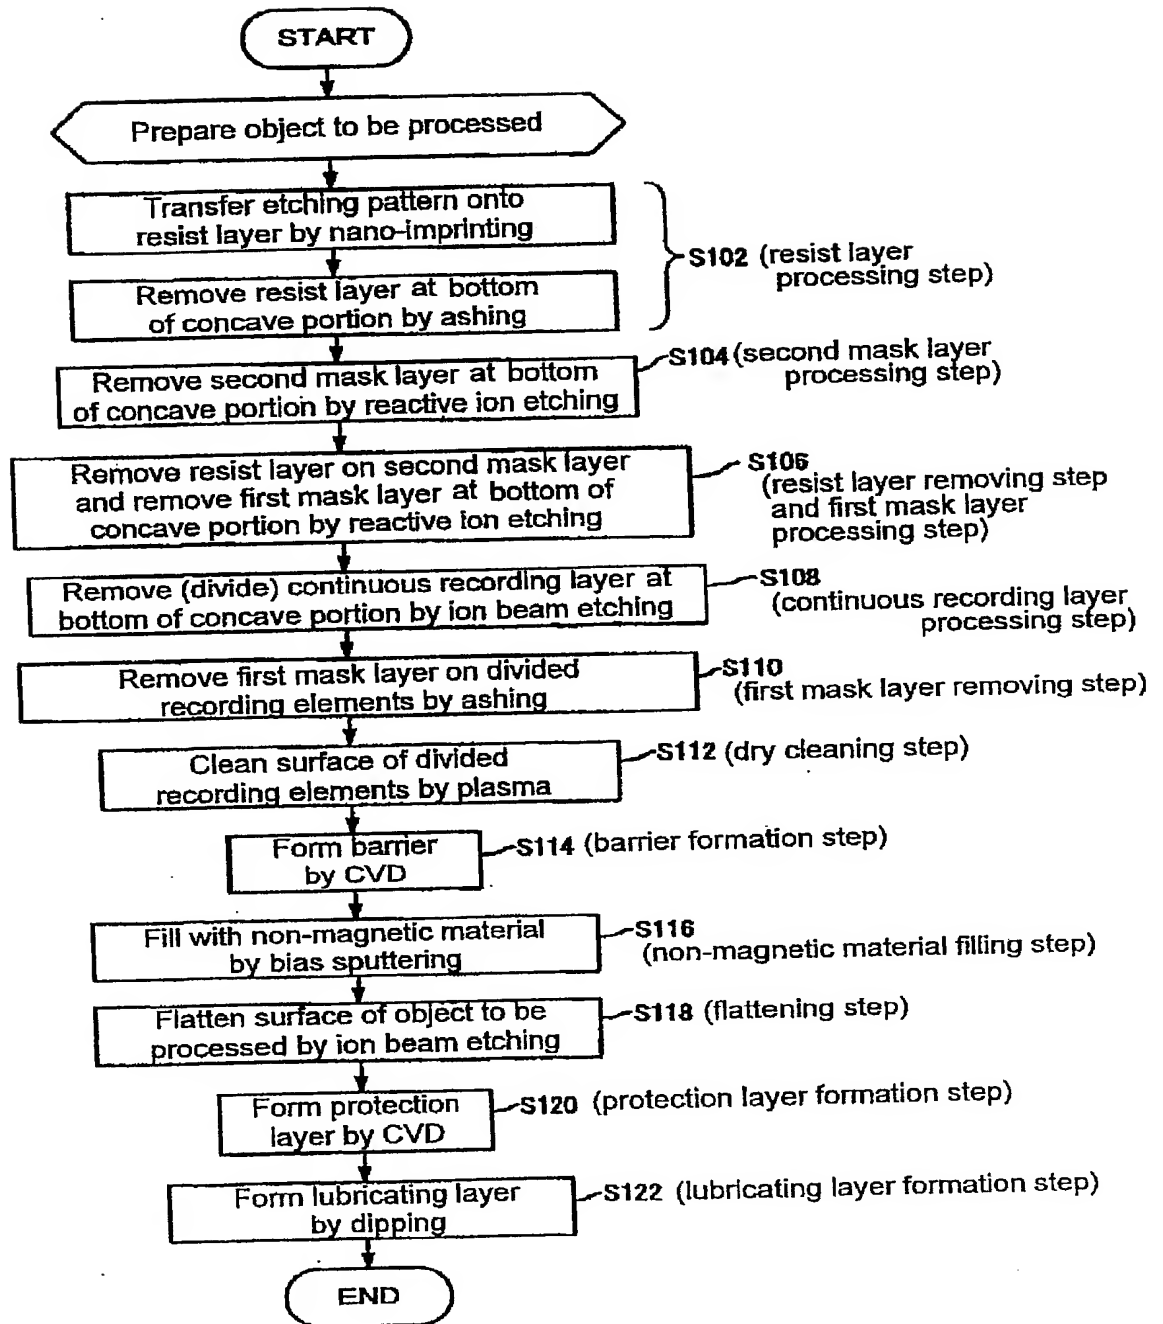 START
Prepare object to be processed
Transfer etching pattern onto
resist layer by nano-imprinting
S102 (resist layer
processing step)
Remove resist layer at bottom
of concave portion by ashing
S104 (second mask layer
processing step)
Remove second mask layer at bottom
of concave portion by reactive ion etching
Remove resist layer on second mask layer
and remove first mask layer at bottom of
concave portion by reactive ion etching
S106
(resist layer removing step
and first mask layer
processing step)
Remove (divide) continuous recording layer at
bottom of concave portion by ion beam etching
S108
(continuous recording layer
processing step)
Remove first mask layer on divided
recording elements by ashing
S110
(first mask layer removing step)
Clean surface of divided
recording elements by plasma
S112 (dry cleaning step)
Form barrier
by CVD
S114 (barrier formation step)
Fill with non-magnetic material
by bias sputtering
S116
(non-magnetic material filling step)
Flatten surface of object to be
processed by ion beam etching
S118 (flattening step)
Form protection
layer by CVD
S120 (protection layer formation step)
Form lubricating layer
by dipping
S122 (lubricating layer formation step)
END